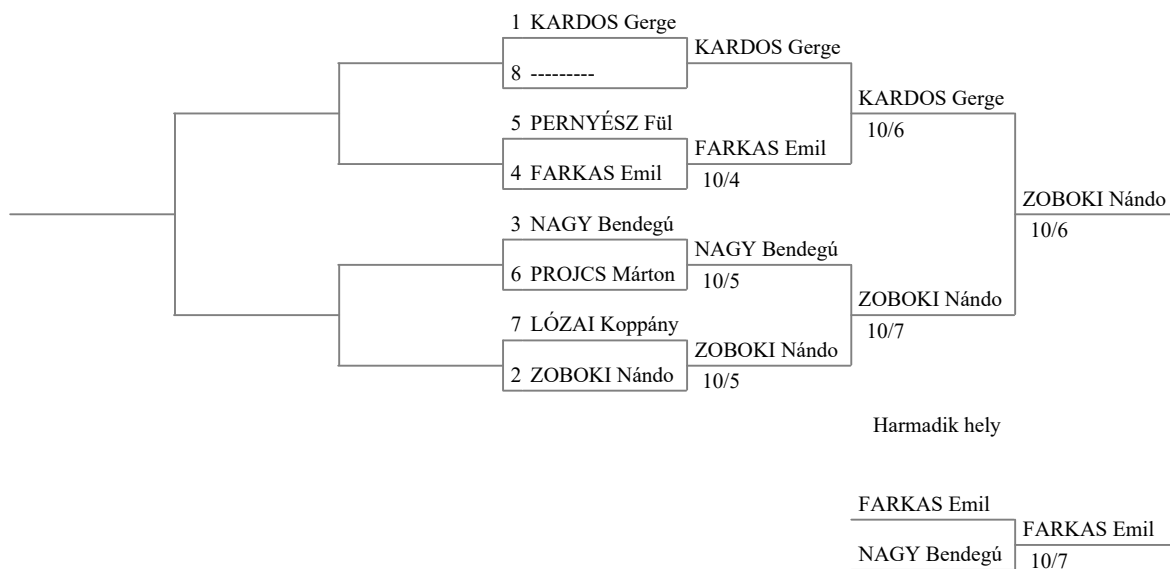 1 KARDOS Gerge
KARDOS Gerge
8 ---------
KARDOS Gerge
10/6
5 PERNYÉSZ Fül
FARKAS Emil
4 FARKAS Emil
10/4
ZOBOKI Nándo
10/6
3 NAGY Bendegú
NAGY Bendegú
6 PROJCS Márton
10/5
ZOBOKI Nándo
10/7
7 LÓZAI Koppány
ZOBOKI Nándo
2 ZOBOKI Nándo
10/5
Harmadik hely
FARKAS Emil
FARKAS Emil
NAGY Bendegú
10/7